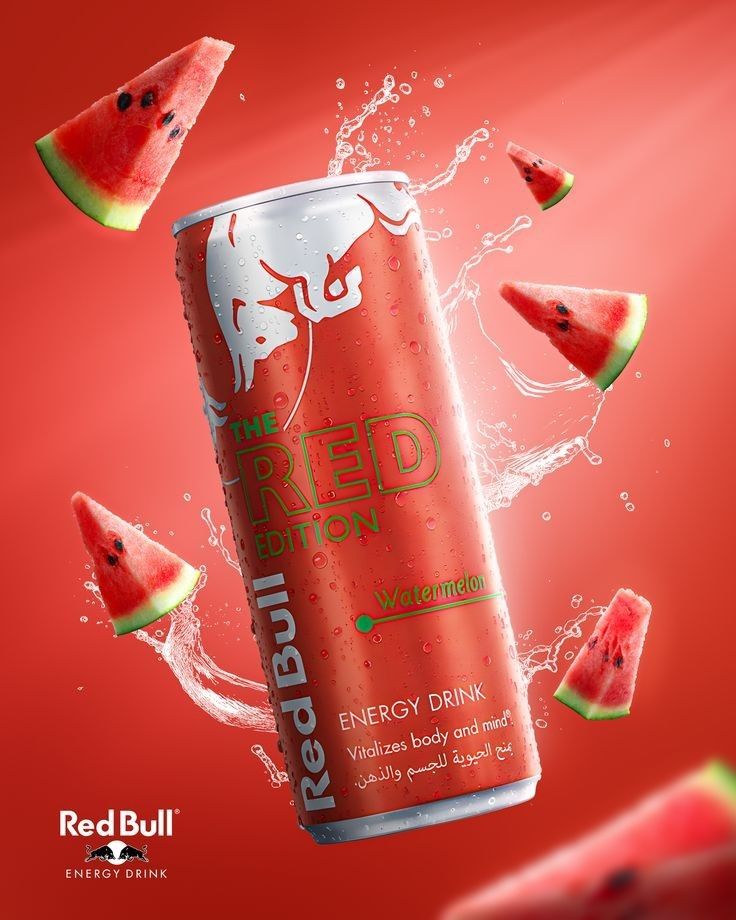 THE
RED
EDITION
Red Bull
Watermelon
ENERGY DRINK
Vitalizes body and mind®.
يمنح الحيوية للجسم والذهن.
Red Bull®
ENERGY DRINK